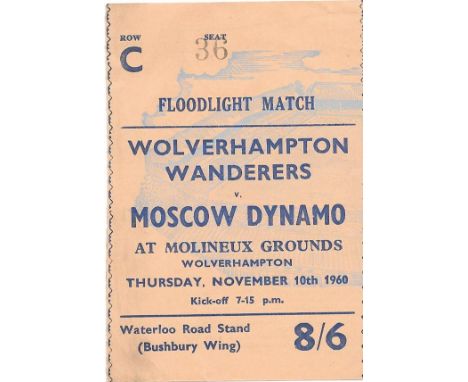 ROW SEAT
C 36
FLOODLIGHT MATCH
WOLVERHAMPTON
WANDERERS
v.
MOSCOW DYNAMO
AT MOLINEUX GROUNDS
WOLVERHAMPTON
THURSDAY, NOVEMBER 10th 1960
Kick-off 7-15 p.m.
Waterloo Road Stand
(Bushbury Wing)
8/6